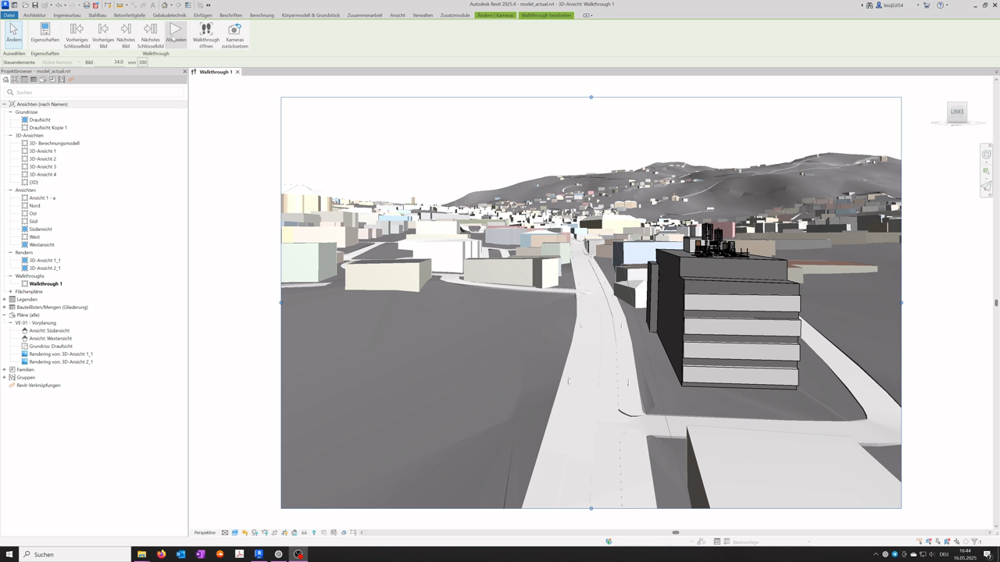 Autodesk Revit 2025.4 - model_actual.rvt - 3D-Ansicht: Walkthrough 1
leisij5054
Datei Architektur Ingenieurbau Stahlbau Betonfertigteile Gebäudetechnik Einfügen Beschriften Berechnung Körpermodell & Grundstück Zusammenarbeit Ansicht Verwalten Zusatzmodule Ändern | Kameras Walkthrough bearbeiten
Ändern
Eigenschaften
Vorheriges Schlüsselbild
Vorheriges Bild
Nächstes Bild
Nächstes Schlüsselbild
Abspielen
Walkthrough öffnen
Kameras zurücksetzen
Auswählen Eigenschaften Walkthrough
Steuerelemente Aktive Kamera Bild 34.0 von 300
Projektbrowser - model_actual.rvt
Walkthrough 1
Suchen
Ansichten (nach Namen)
Grundrisse
Draufsicht
Draufsicht Kopie 1
3D-Ansichten
3D- Berechnungsmodell
3D-Ansicht 1
3D-Ansicht 2
3D-Ansicht 3
3D-Ansicht 4
{3D}
Ansichten
Ansicht 1 - a
Nord
Ost
Süd
Südansicht
West
Westansicht
Rendern
3D-Ansicht 1_1
3D-Ansicht 2_1
Walkthroughs
Walkthrough 1
Flächenpläne
Legenden
Bauteillisten/Mengen (Gliederung)
Pläne (alle)
VE-01 - Vorplanung
Ansicht: Südansicht
Ansicht: Westansicht
Grundriss: Draufsicht
Rendering von: 3D-Ansicht 1_1
Rendering von: 3D-Ansicht 2_1
Familien
Gruppen
Revit-Verknüpfungen
LINKS
Perspektive
:0
Basisvorlage
:1
Suchen
DEU
16:44
16.05.2025